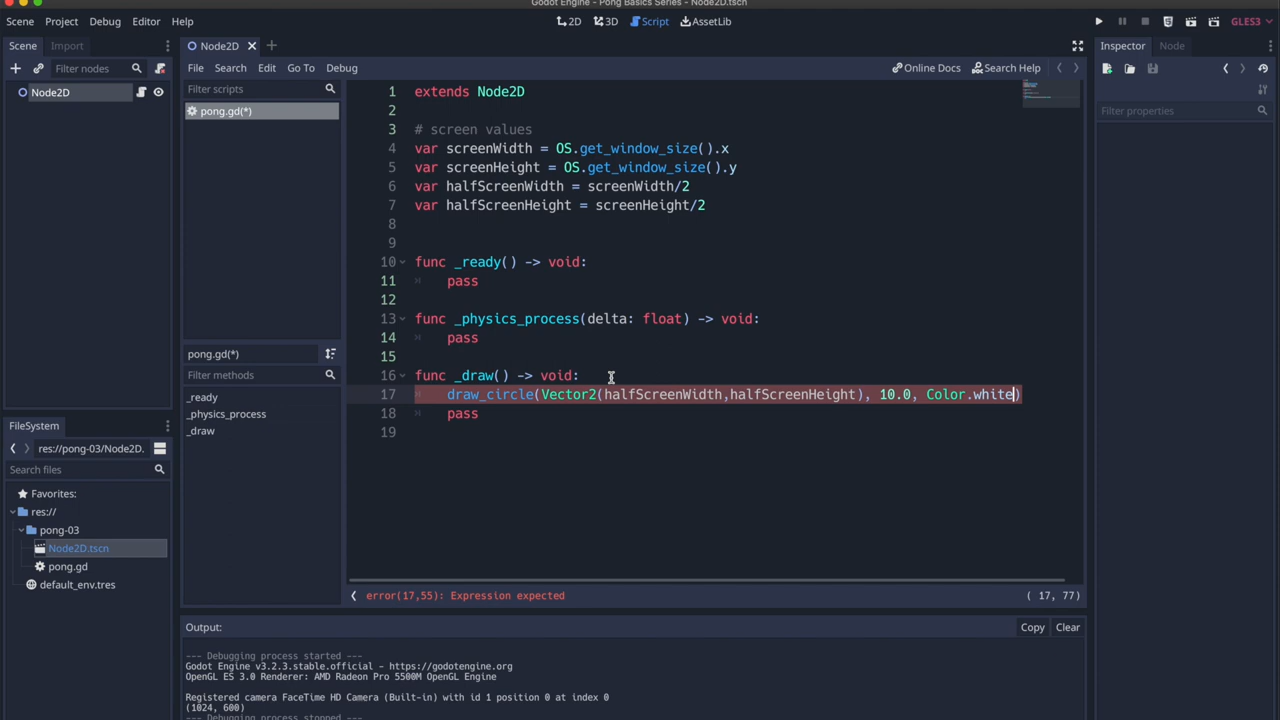 Godot Engine - Pong Basics Series - Node2D.tscn
Scene Project Debug Editor Help 2D 3D Script AssetLib GLES3
Scene Import Node2D Inspector Node
Filter nodes File Search Edit Go To Debug Online Docs Search Help
Node2D
Filter scripts
pong.gd(*)
Filter properties
1 extends Node2D
2
3 # screen values
4 var screenWidth = OS.get_window_size().x
5 var screenHeight = OS.get_window_size().y
6 var halfScreenWidth = screenWidth/2
7 var halfScreenHeight = screenHeight/2
8
9
10 func _ready() -> void:
11 pass
12
13 func _physics_process(delta: float) -> void:
14 pass
15
16 func _draw() -> void:
17 draw_circle(Vector2(halfScreenWidth,halfScreenHeight), 10.0, Color.white)
18 pass
19
pong.gd(*)
Filter methods
_ready
_physics_process
_draw
FileSystem
res://pong-03/Node2D.
Search files
Favorites:
res://
pong-03
Node2D.tscn
pong.gd
default_env.tres
error(17,55): Expression expected ( 17, 77)
Output: Copy Clear
--- Debugging process started ---
Godot Engine v3.2.3.stable.official - https://godotengine.org
OpenGL ES 3.0 Renderer: AMD Radeon Pro 5500M OpenGL Engine
Registered camera FaceTime HD Camera (Built-in) with id 1 position 0 at index 0
(1024, 600)
--- Debugging process stopped ---